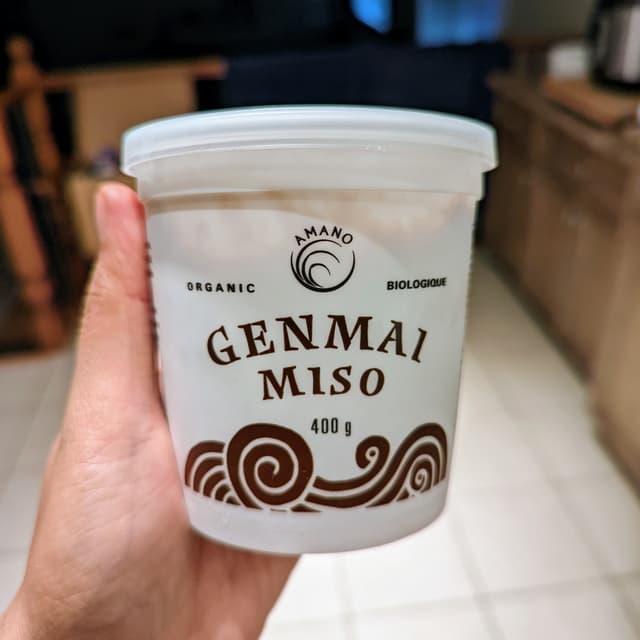 AMANO
ORGANIC
BIOLOGIQUE
GENMAI
MISO
400 g